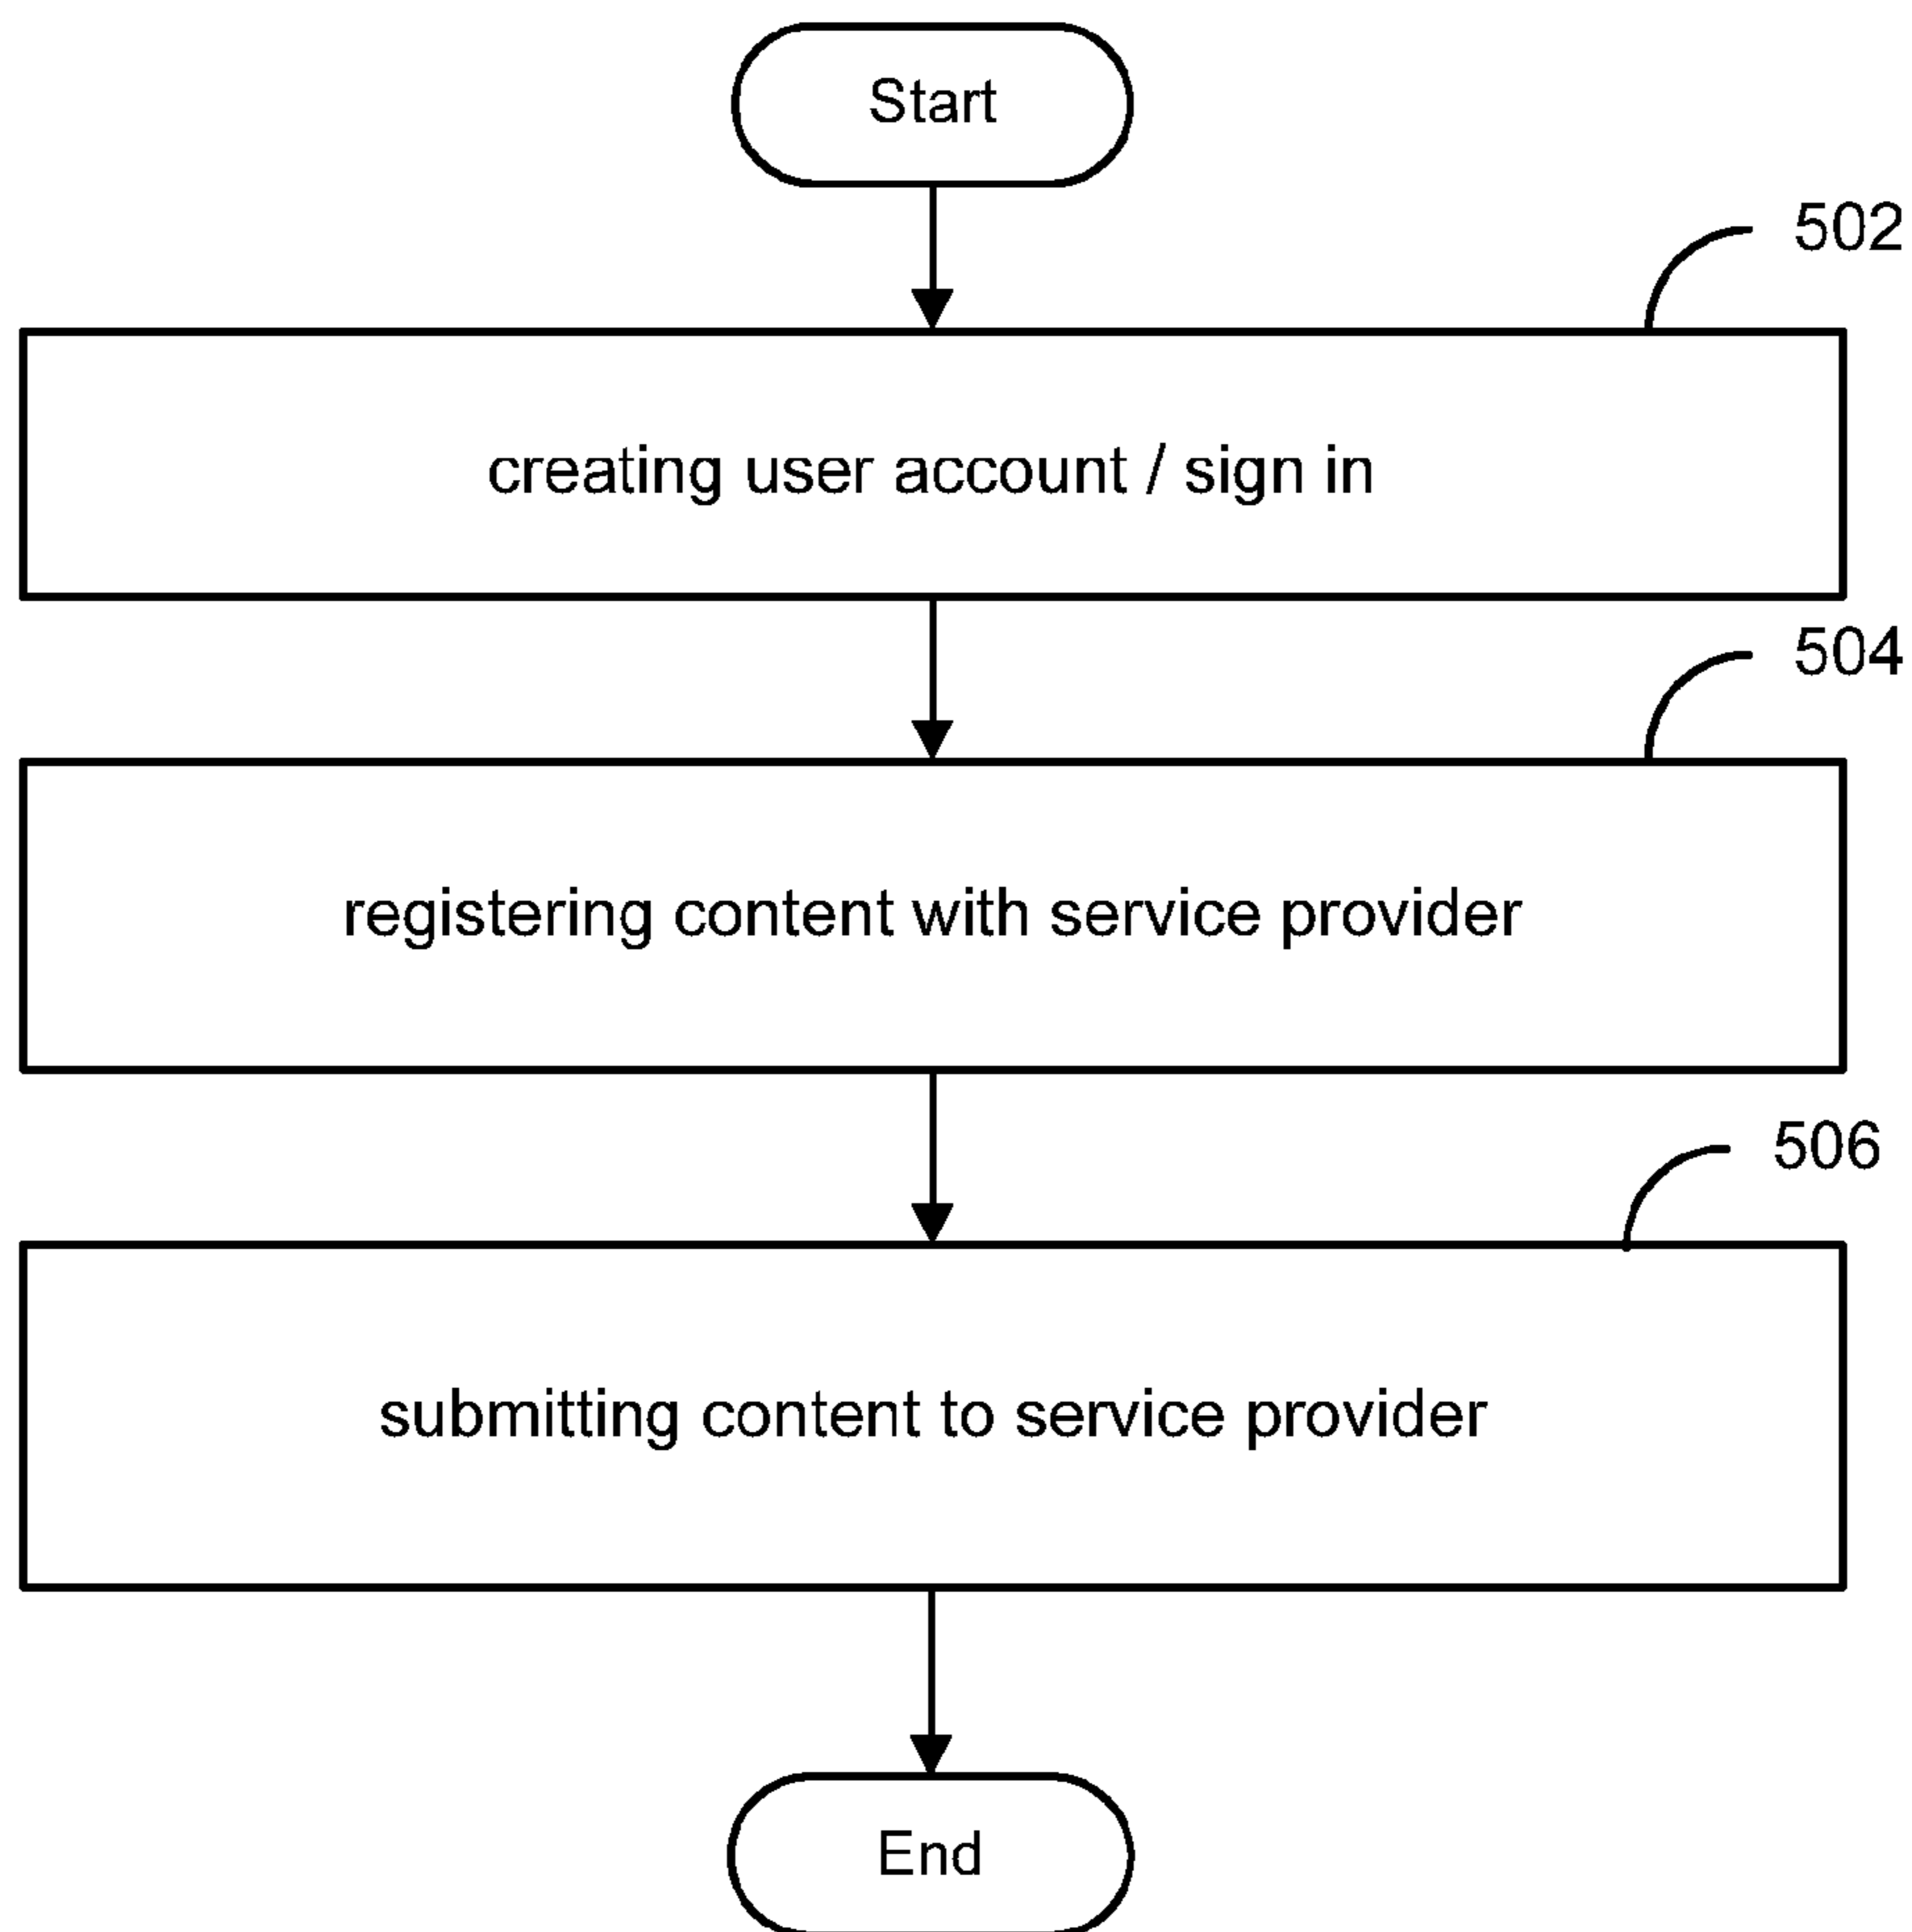 Start
502
creating user account / sign in
504
registering content with service provider
506
submitting content to service provider
End